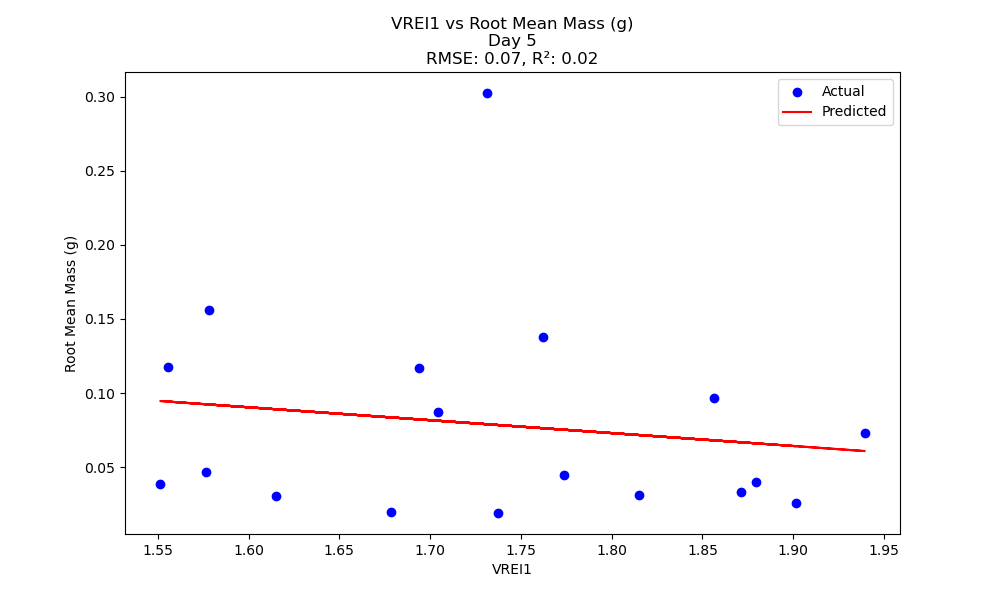 VREI1 vs Root Mean Mass (g)
Day 5
RMSE: 0.07, R²: 0.02
Actual
Predicted
0.30
0.25
0.20
0.15
0.10
0.05
Root Mean Mass (g)
1.55 1.60 1.65 1.70 1.75 1.80 1.85 1.90 1.95
VREI1